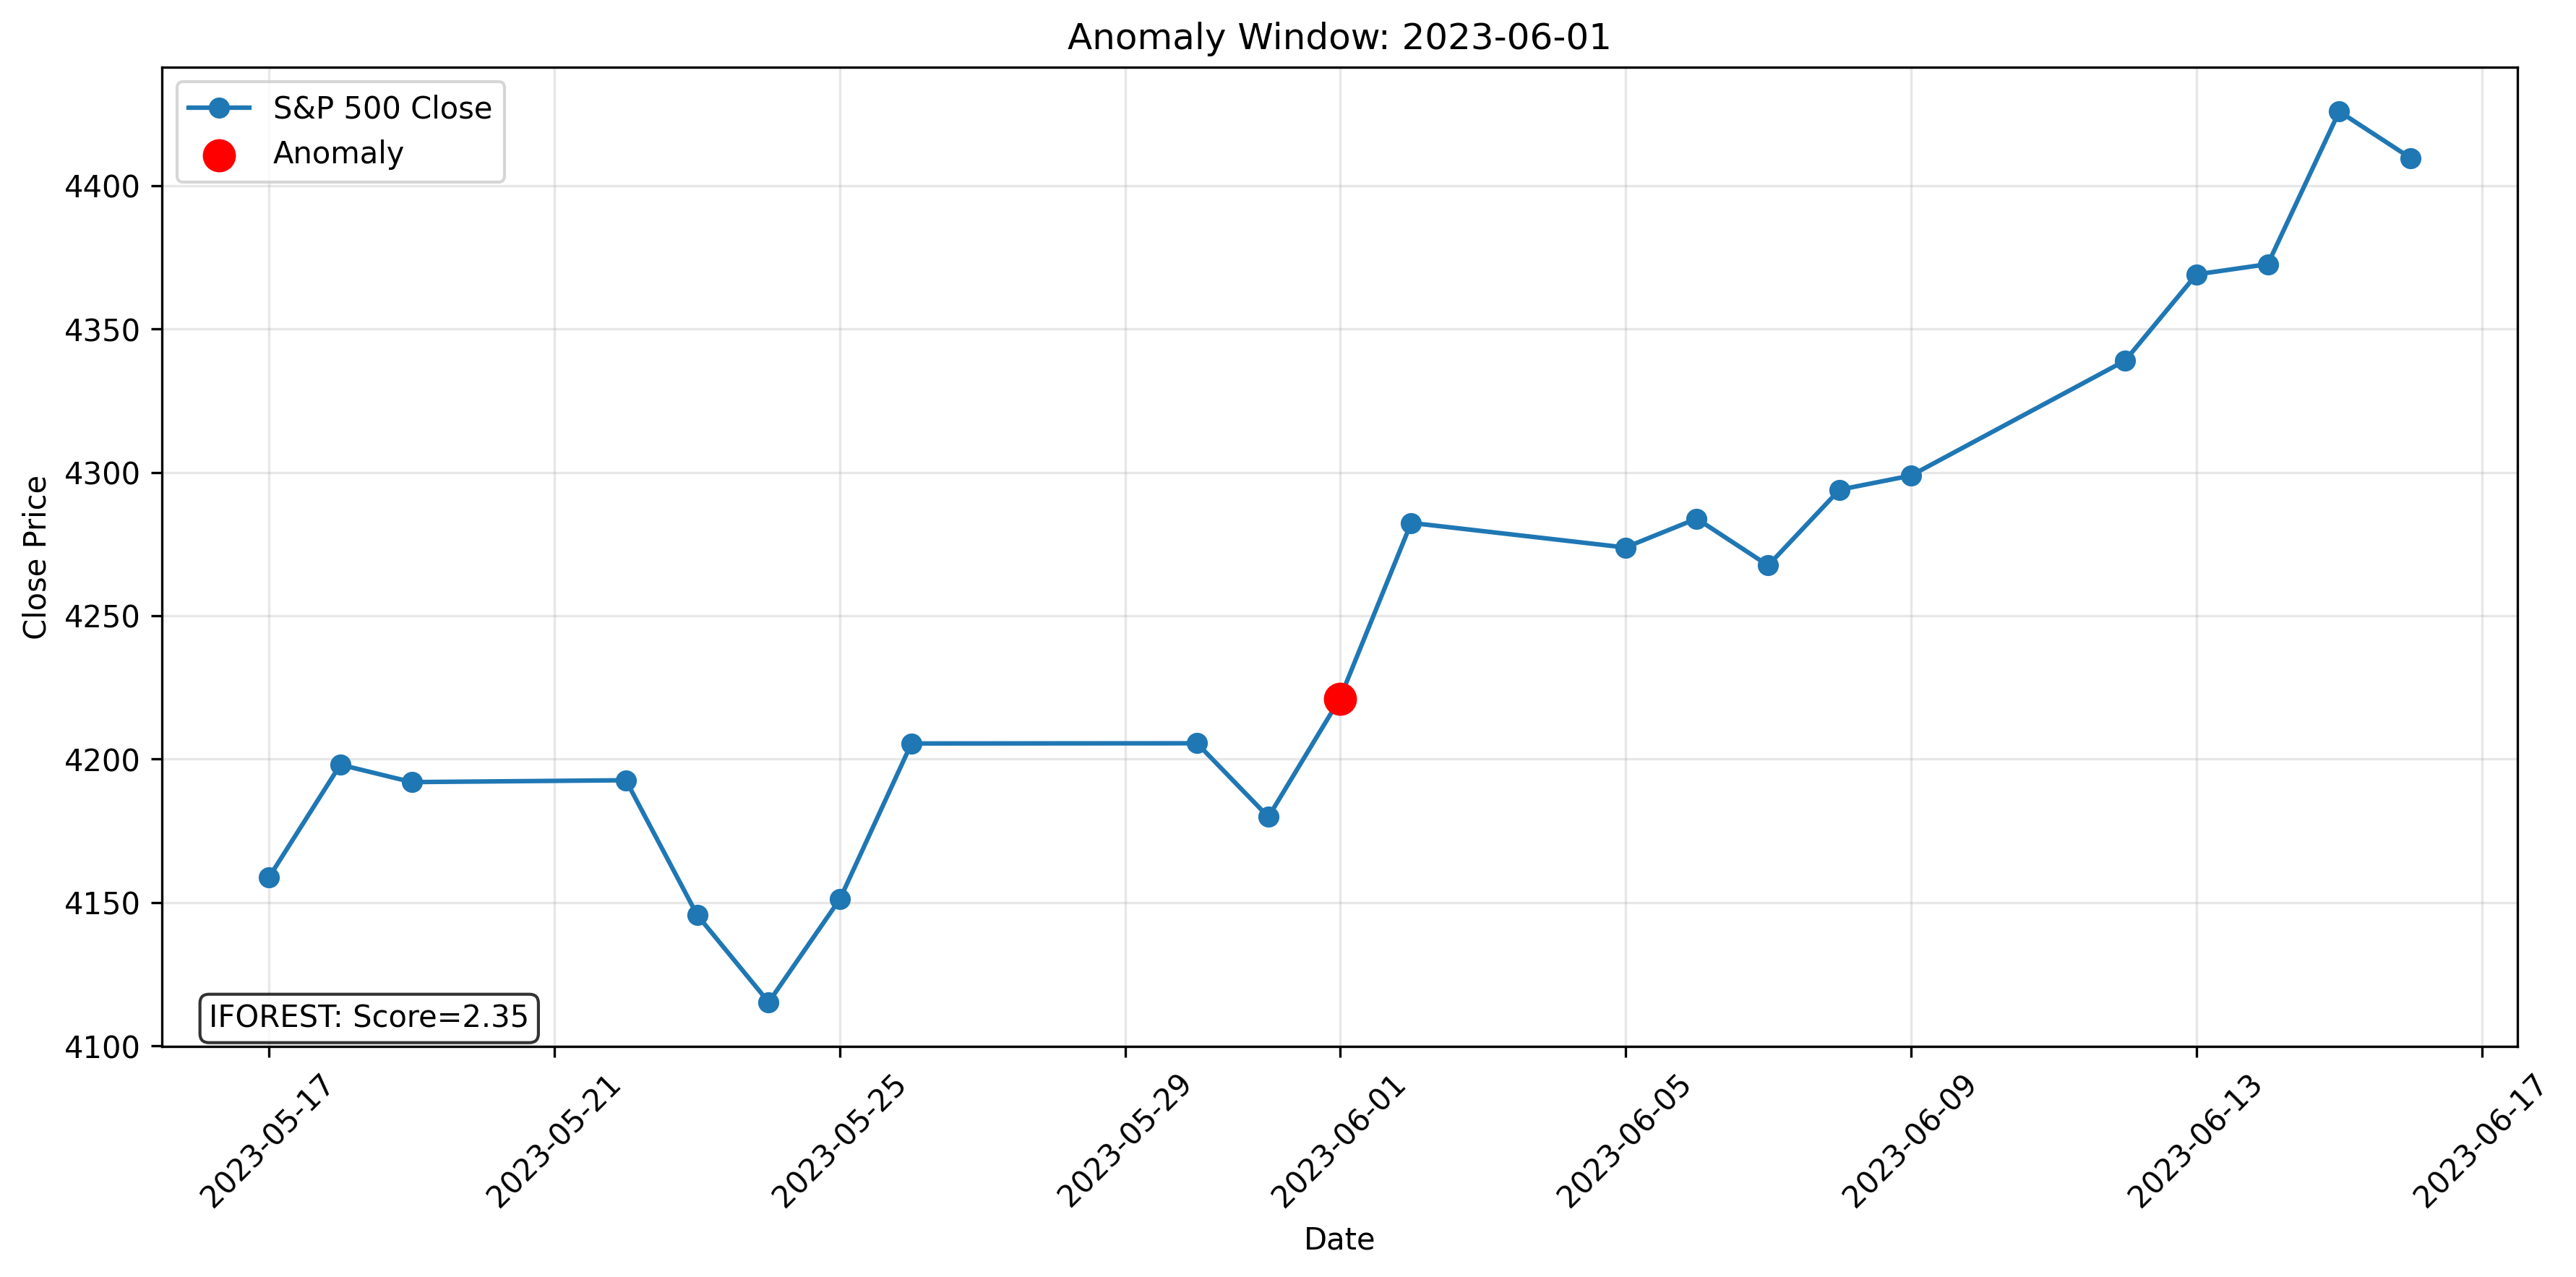 Anomaly Window: 2023-06-01
S&P 500 Close
Anomaly
4400
4350
4300
4250
4200
4150
4100
Close Price
IFOREST: Score=2.35
2023-05-17
2023-05-21
2023-05-25
2023-05-29
2023-06-01
2023-06-05
2023-06-09
2023-06-13
2023-06-17
Date